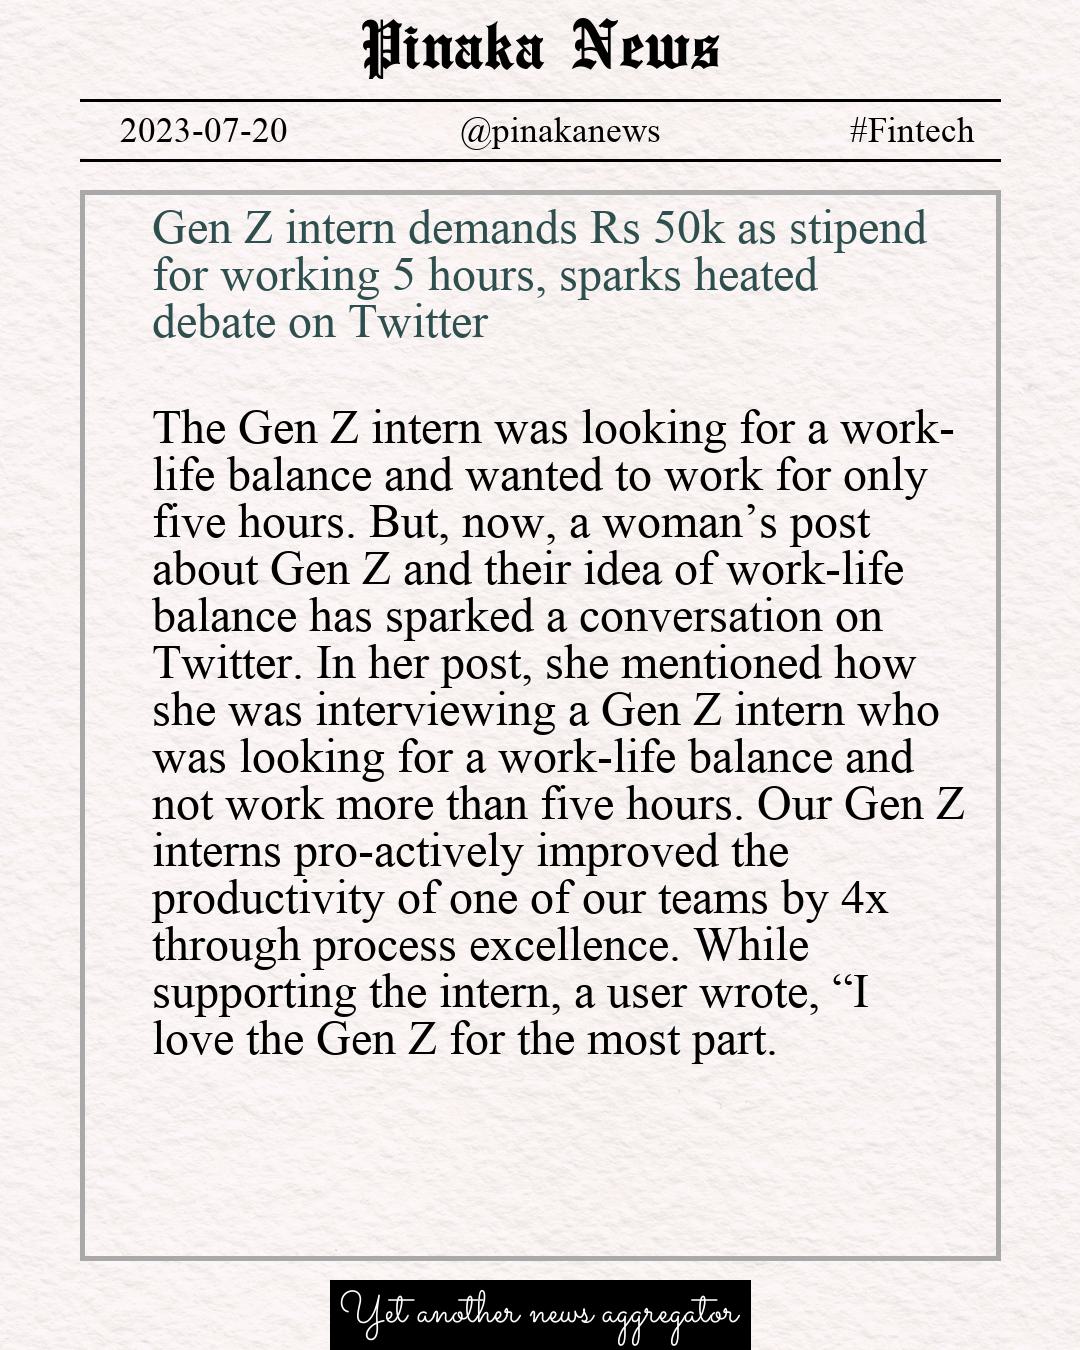 Pinaka News
2023-07-20 @pinakanews #Fintech
Gen Z intern demands Rs 50k as stipend
for working 5 hours, sparks heated
debate on Twitter
The Gen Z intern was looking for a work-
life balance and wanted to work for only
five hours. But, now, a woman’s post
about Gen Z and their idea of work-life
balance has sparked a conversation on
Twitter. In her post, she mentioned how
she was interviewing a Gen Z intern who
was looking for a work-life balance and
not work more than five hours. Our Gen Z
interns pro-actively improved the
productivity of one of our teams by 4x
through process excellence. While
supporting the intern, a user wrote, “I
love the Gen Z for the most part.
Yet another news aggregator